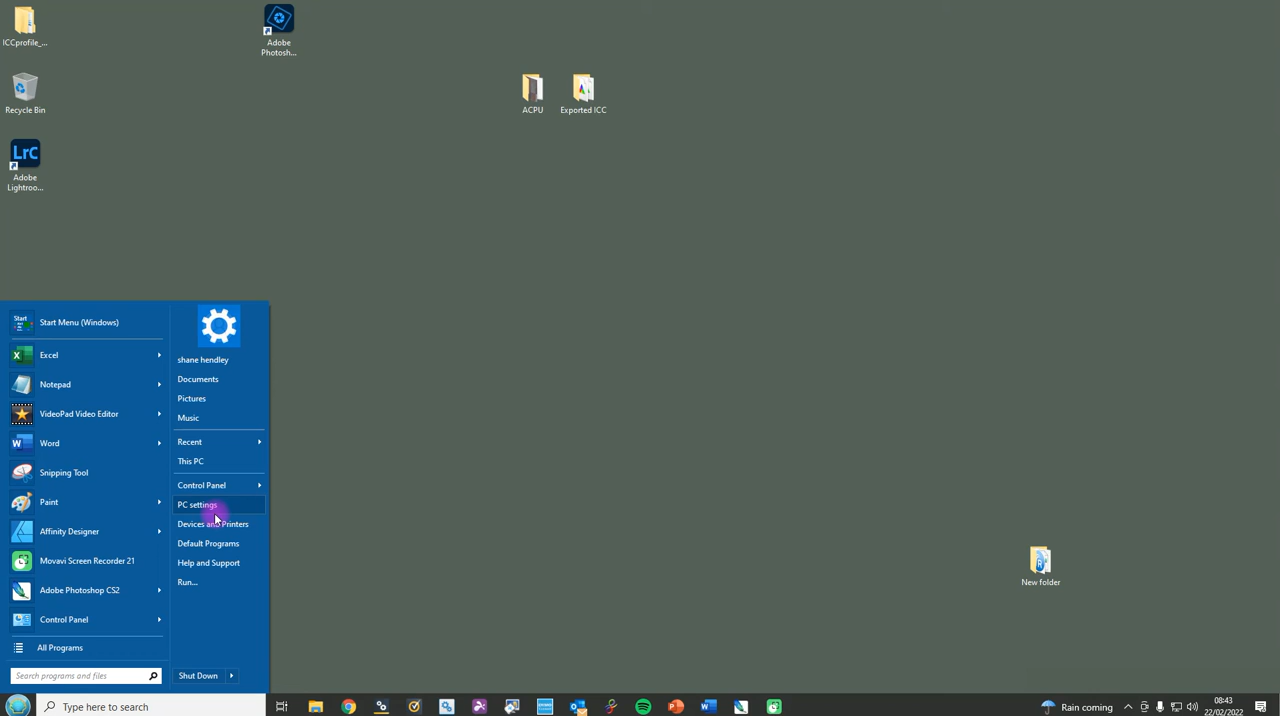 ICCprofile_...
Adobe
Photosh...
Recycle Bin
ACPU
Exported ICC
LrC
Adobe
Lightroo...
Start
Start Menu (Windows)
Excel
Notepad
VideoPad Video Editor
Word
Snipping Tool
Paint
Affinity Designer
Movavi Screen Recorder 21
Adobe Photoshop CS2
Control Panel
All Programs
Search programs and files
shane hendley
Documents
Pictures
Music
Recent
This PC
Control Panel
PC settings
Devices and Printers
Default Programs
Help and Support
Run...
Shut Down
New folder
Type here to search
Rain coming
08:43
22/02/2022